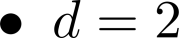 • d = 2